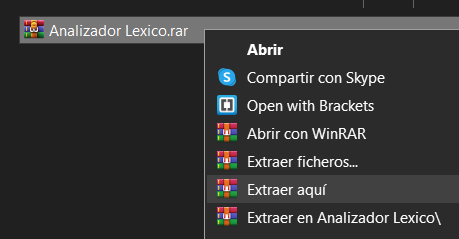 Analizador Lexico.rar
Abrir
Compartir con Skype
Open with Brackets
Abrir con WinRAR
Extraer ficheros...
Extraer aquí
Extraer en Analizador Lexico\